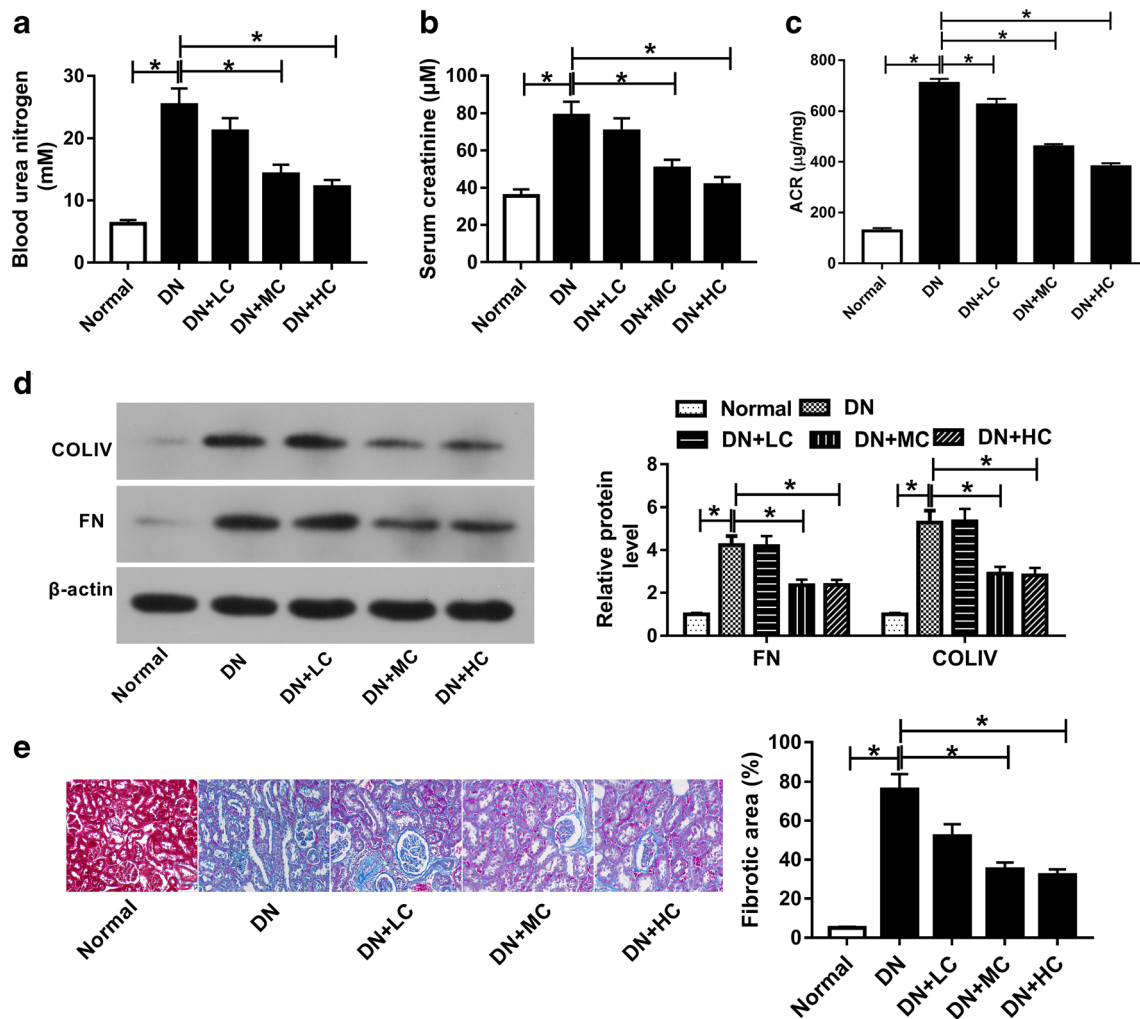 a
b
c
Blood urea nitrogen
(mM)
30
20
10
0
* * *
Normal
DN
DN+LC
DN+MC
DN+HC
Serum creatinine (μM)
100
80
60
40
20
0
* * *
Normal
DN
DN+LC
DN+MC
DN+HC
ACR (μg/mg)
800
600
400
200
0
* * * *
Normal
DN
DN+LC
DN+MC
DN+HC
d
COLIV
FN
β-actin
Normal
DN
DN+LC
DN+MC
DN+HC
Normal DN
DN+LC DN+MC DN+HC
Relative protein
level
8
6
4
2
0
* * * * * *
FN COLIV
e
Normal
DN
DN+LC
DN+MC
DN+HC
Fibrotic area (%)
100
80
60
40
20
0
* * *
Normal
DN
DN+LC
DN+MC
DN+HC